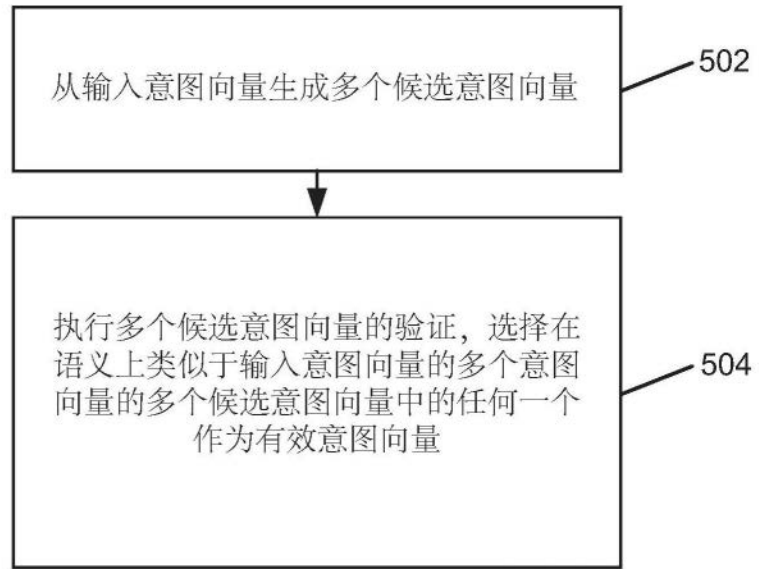 从输入意图向量生成多个候选意图向量
502
执行多个候选意图向量的验证，选择在
语义上类似于输入意图向量的多个意图
向量的多个候选意图向量中的任何一个
作为有效意图向量
504